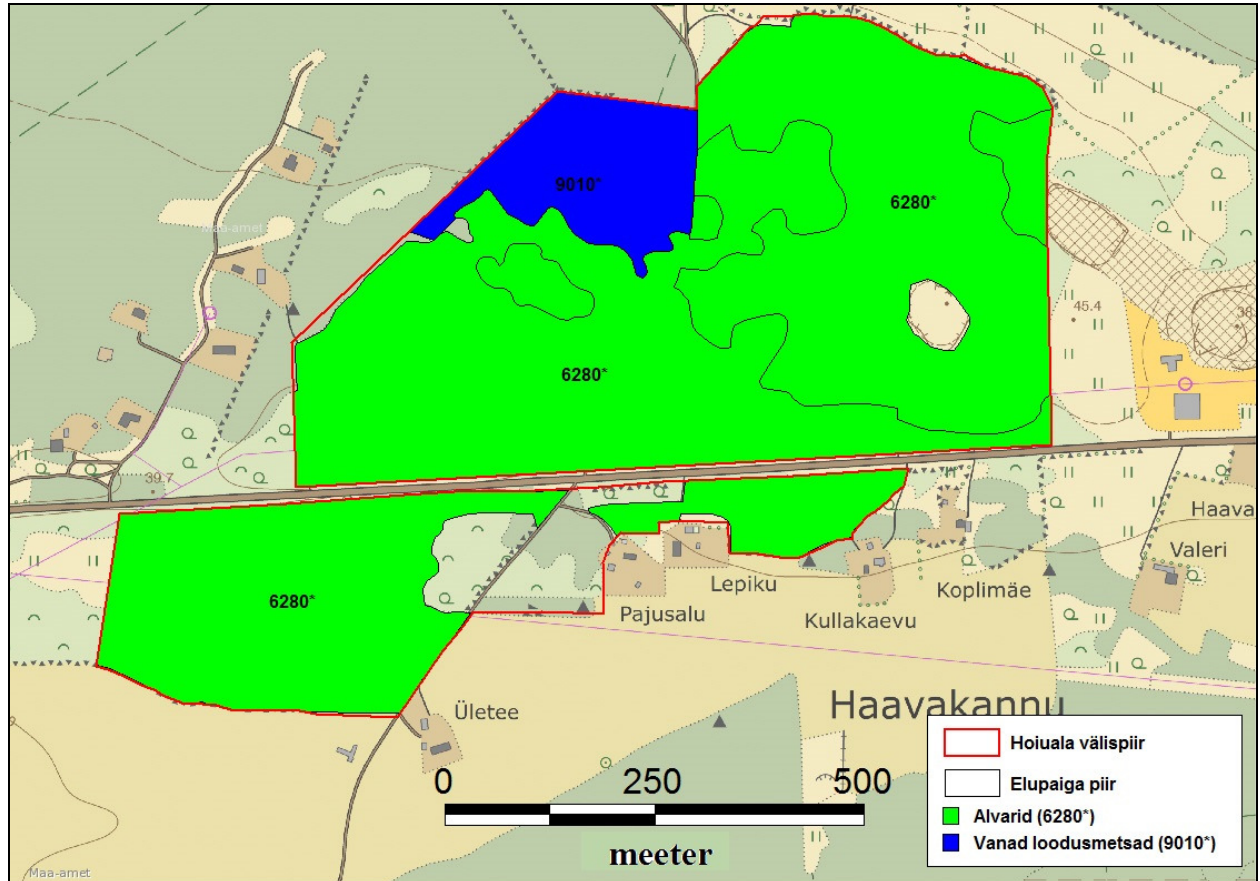 9010*
6280*
Maa-amet
45.4
38
6280*
39.7
Haava
Valeri
Lepiku
Koplimäe
6280*
Pajusalu
Kullakaevu
Haavakannu
Ületee
0 250 500
meeter
Hoiuala välispiir
Elupaiga piir
Alvarid (6280*)
Vanad loodusmetsad (9010*)
Maa-amet